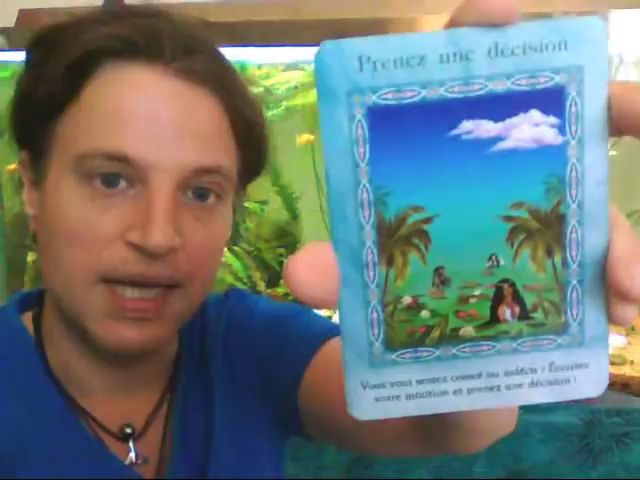 Prenez une décision
Vous vous sentez coincé ou indécis ? Écoutez
votre intuition et prenez une décision !